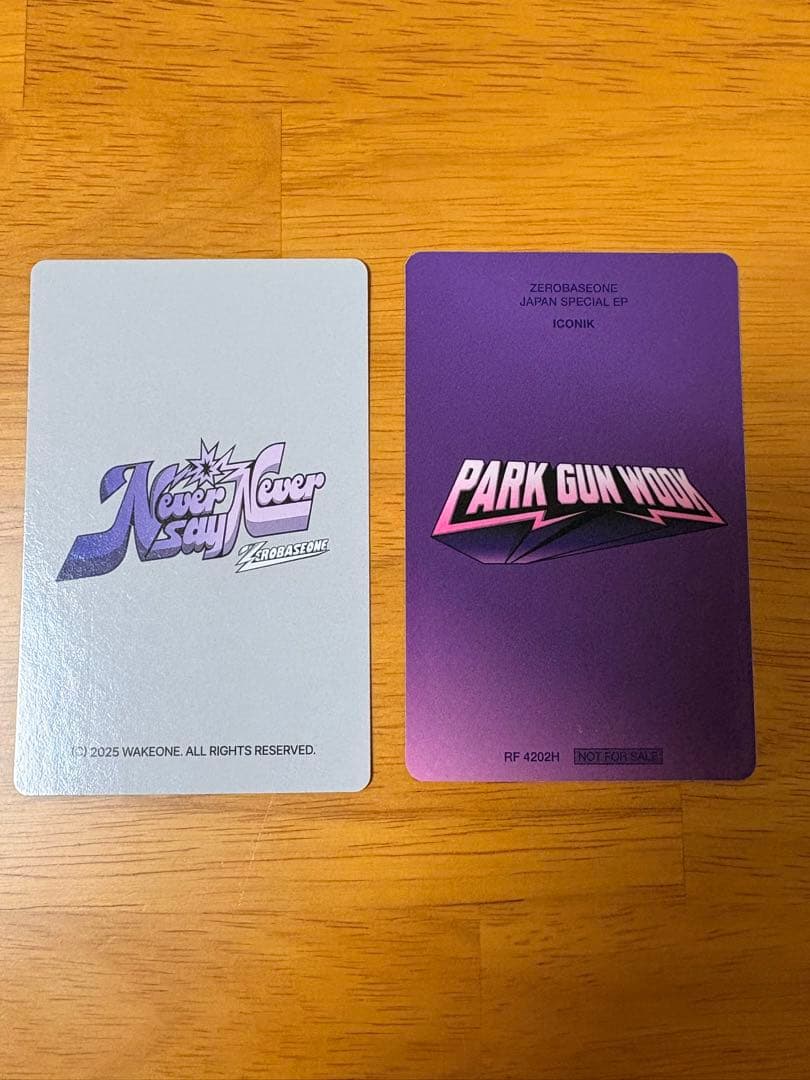 Never
say Never
ZEROBASEONE
(C) 2025 WAKEONE. ALL RIGHTS RESERVED.
ZEROBASEONE
JAPAN SPECIAL EP
ICONIK
PARK GUN WOOK
RF 4202H NOT FOR SALE